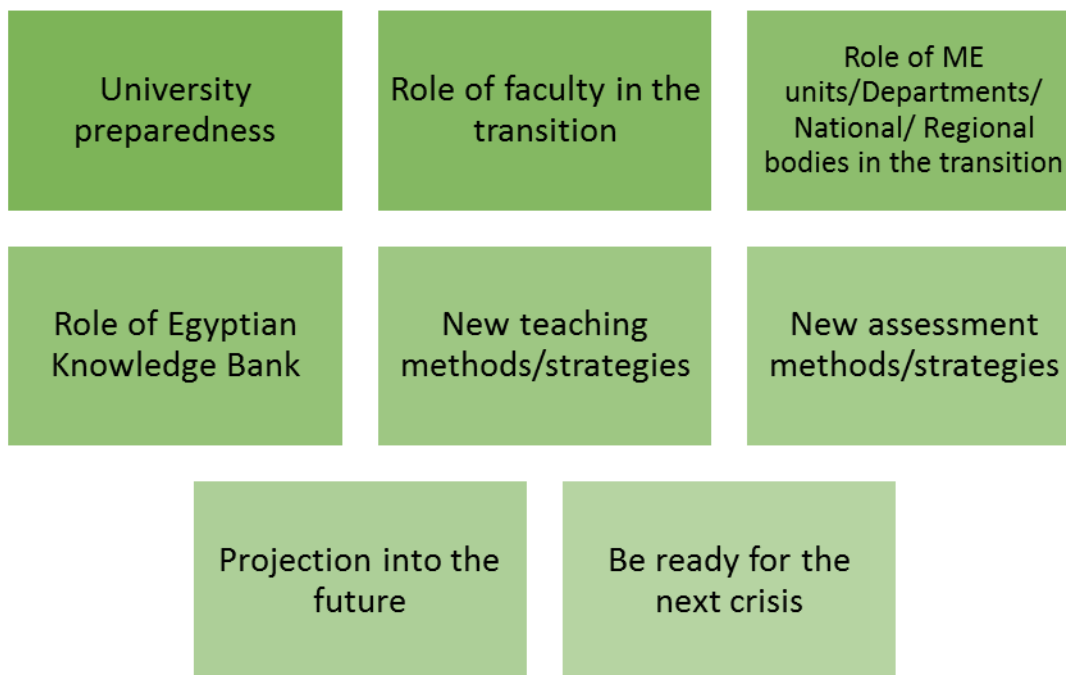 University
preparedness
Role of faculty in the
transition
Role of ME
units/Departments/
National/ Regional
bodies in the transition
Role of Egyptian
Knowledge Bank
New teaching
methods/strategies
New assessment
methods/strategies
Projection into the
future
Be ready for the
next crisis